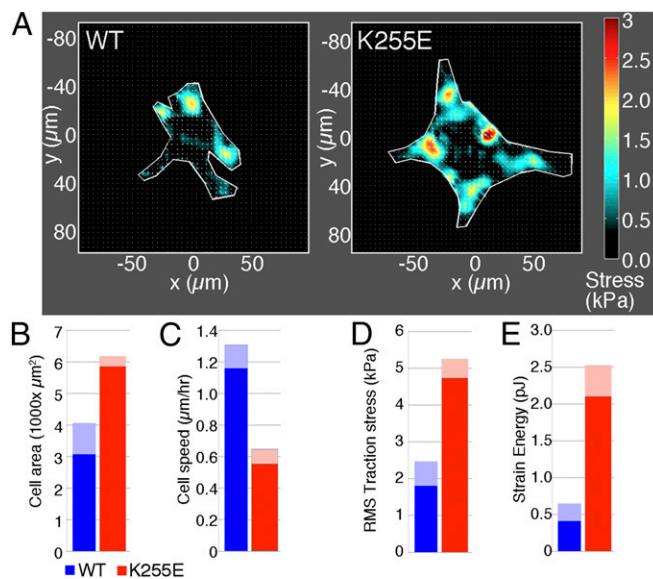 A
WT
K255E
-80
-40
0
40
80
y (µm)
-50
0
50
x (µm)
-80
-40
0
40
80
y (µm)
-50
0
50
x (µm)
3
2.5
2.0
1.5
1.0
0.5
0.0
Stress
(kPa)
B
7
6
5
4
3
2
1
0
Cell area (1000x µm²)
C
1.4
1.2
1.0
0.8
0.6
0.4
0.2
0
Cell speed (µm/hr)
D
6
5
4
3
2
1
0
RMS Traction stress (kPa)
E
3.0
2.5
2.0
1.5
1.0
0.5
0
Strain Energy (pJ)
WT
K255E